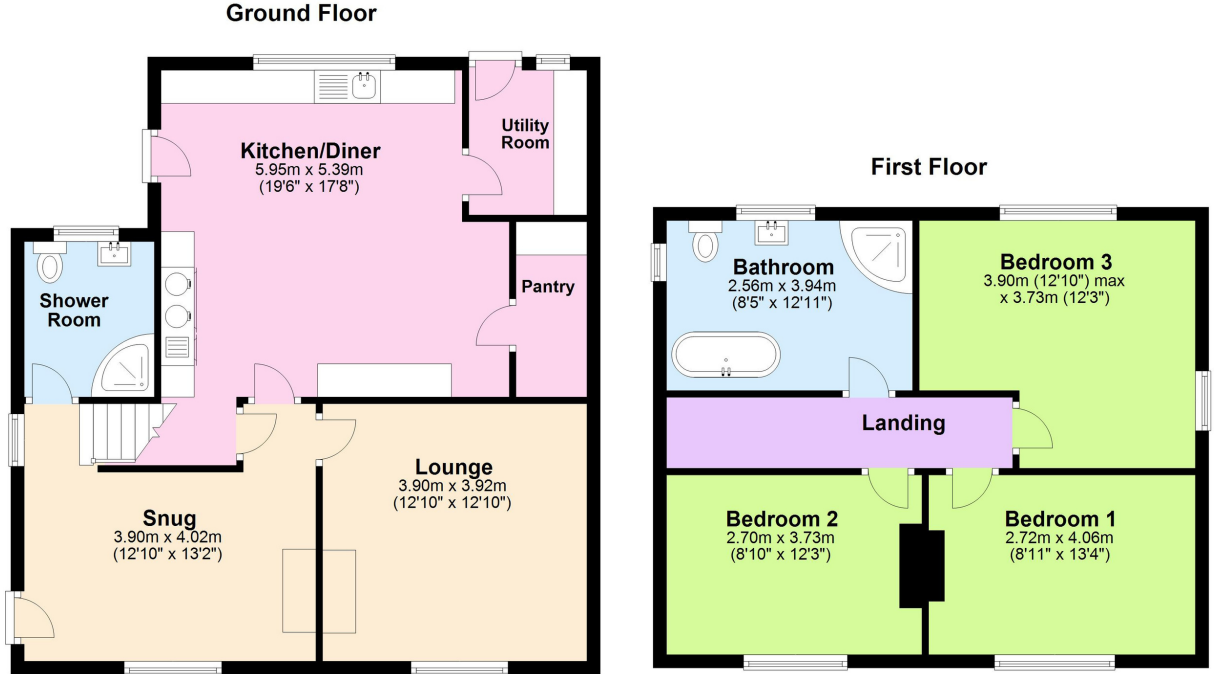 Ground Floor
Kitchen/Diner
5.95m x 5.39m
(19'6" x 17'8")
Utility
Room
Shower
Room
Pantry
Lounge
3.90m x 3.92m
(12'10" x 12'10")
Snug
3.90m x 4.02m
(12'10" x 13'2")
First Floor
Bathroom
2.56m x 3.94m
(8'5" x 12'11")
Bedroom 3
3.90m (12'10") max
x 3.73m (12'3")
Landing
Bedroom 2
2.70m x 3.73m
(8'10" x 12'3")
Bedroom 1
2.72m x 4.06m
(8'11" x 13'4")